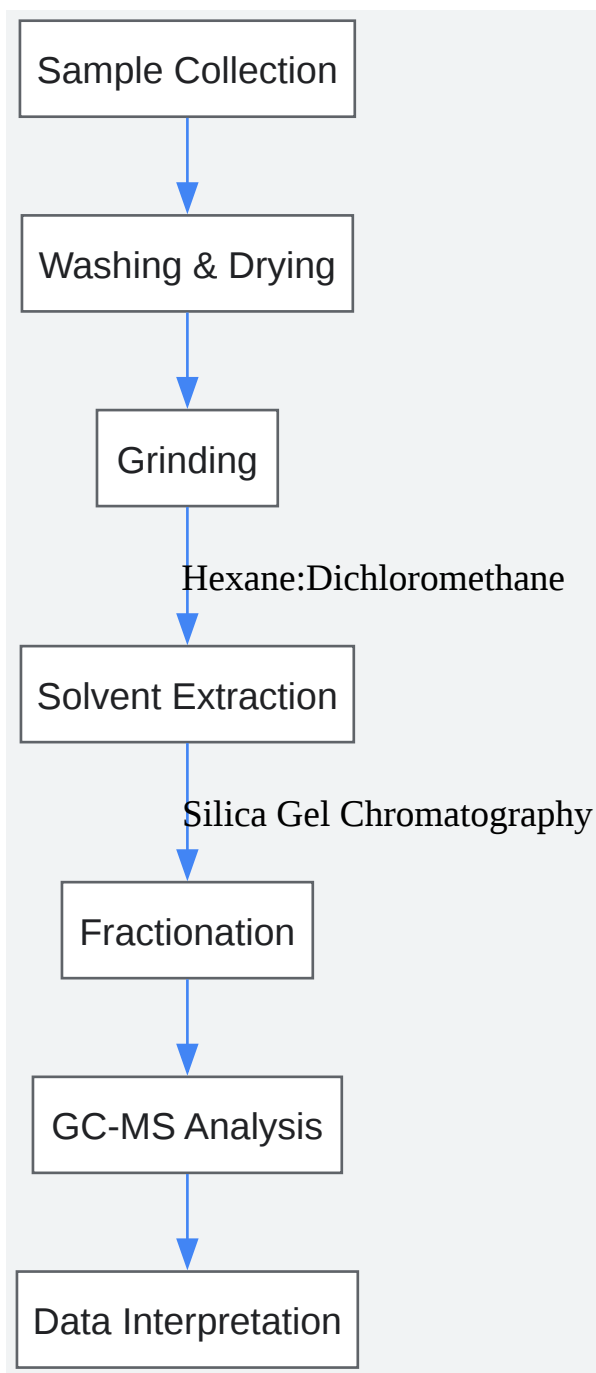 Sample Collection
Washing & Drying
Grinding
Hexane:Dichloromethane
Solvent Extraction
Silica Gel Chromatography
Fractionation
GC-MS Analysis
Data Interpretation